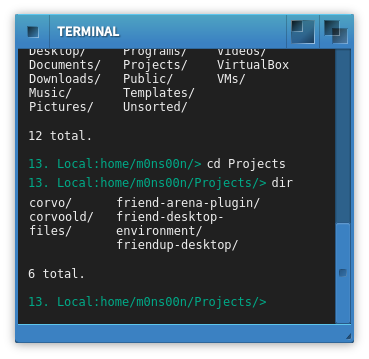 TERMINAL
Desktop/ Programs/ Videos/
Documents/ Projects/ VirtualBox
Downloads/ Public/ VMs/
Music/ Templates/
Pictures/ Unsorted/
12 total.
13. Local:home/m0ns00n/> cd Projects
13. Local:home/m0ns00n/Projects/> dir
corvo/ friend-arena-plugin/
corvoold/ friend-desktop-
files/ environment/
friendup-desktop/
6 total.
13. Local:home/m0ns00n/Projects/>